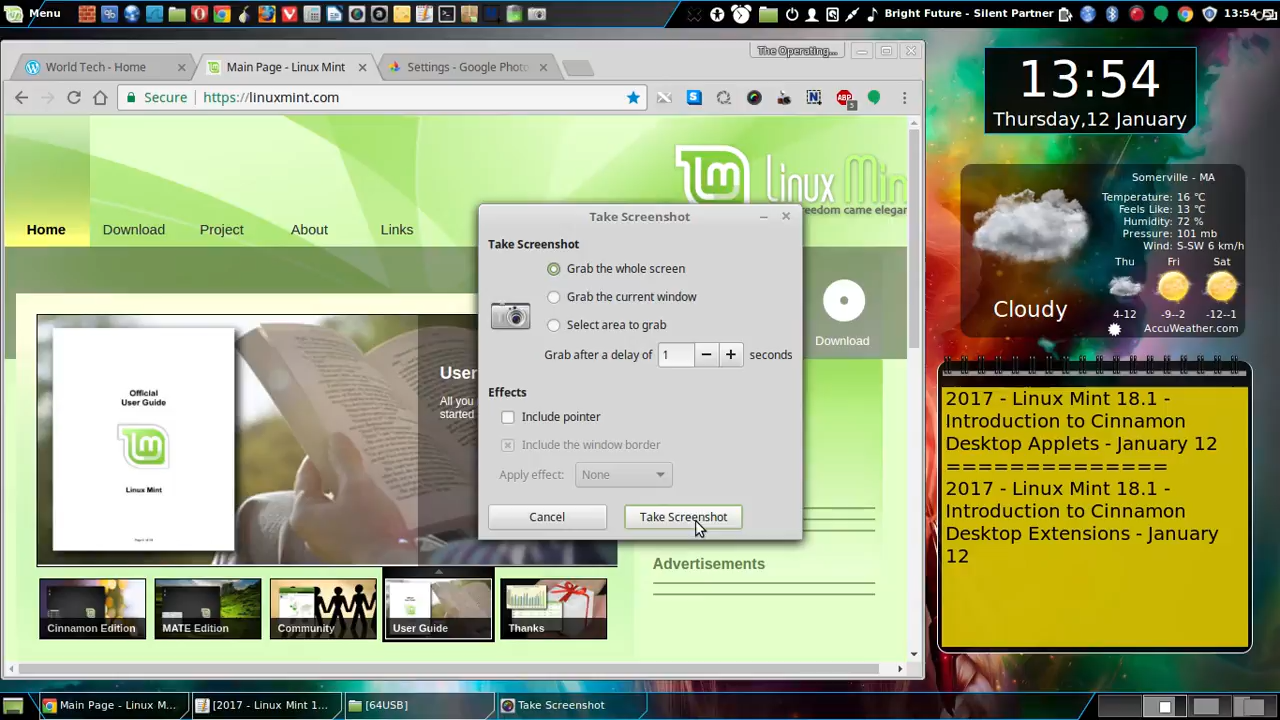 Menu
Bright Future - Silent Partner
13:54
The Operating...
World Tech - Home
Main Page - Linux Mint
Settings - Google Photo
Secure
https://linuxmint.com
Home
Download
Project
About
Links
Linux Min
freedom came elegan
Download
Official
User Guide
Linux Mint
User
All you
started
Advertisements
Cinnamon Edition
MATE Edition
Community
User Guide
Thanks
Take Screenshot
Take Screenshot
Grab the whole screen
Grab the current window
Select area to grab
Grab after a delay of 1 seconds
Effects
Include pointer
Include the window border
Apply effect: None
Cancel
Take Screenshot
13:54
Thursday,12 January
Somerville - MA
Temperature: 16 °C
Feels Like: 13 °C
Humidity: 72 %
Pressure: 101 mb
Wind: S-SW 6 km/h
Thu Fri Sat
Cloudy
4-12 -9--2 -12--1
AccuWeather.com
2017 - Linux Mint 18.1 -
Introduction to Cinnamon
Desktop Applets - January 12
==============
2017 - Linux Mint 18.1 -
Introduction to Cinnamon
Desktop Extensions - January
12
Main Page - Linux M...
[2017 - Linux Mint 1...
[64USB]
Take Screenshot